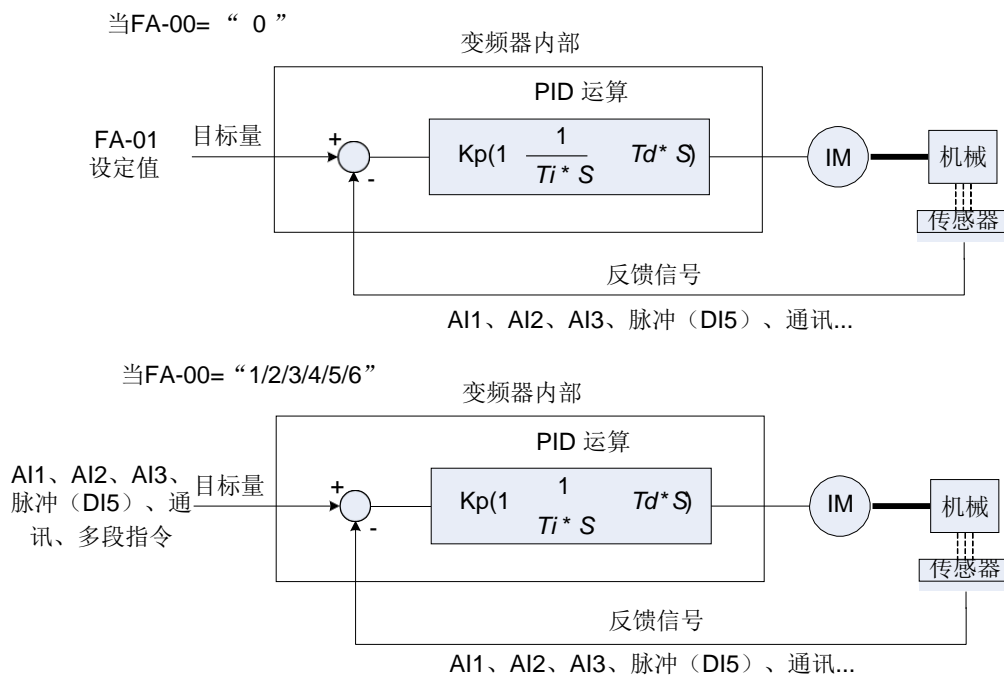 当FA-00= “ 0 ”
变频器内部
PID 运算
FA-01
设定值
目标量
+
-
Kp(1 1 Td* S)
Ti * S
IM
机械
传感器
反馈信号
AI1、AI2、AI3、脉冲（DI5）、通讯...
当FA-00= “1/2/3/4/5/6”
变频器内部
PID 运算
AI1、AI2、AI3、
脉冲（DI5）、通
讯、多段指令
目标量
+
-
Kp(1 1 Td* S)
Ti * S
IM
机械
传感器
反馈信号
AI1、AI2、AI3、脉冲（DI5）、通讯...